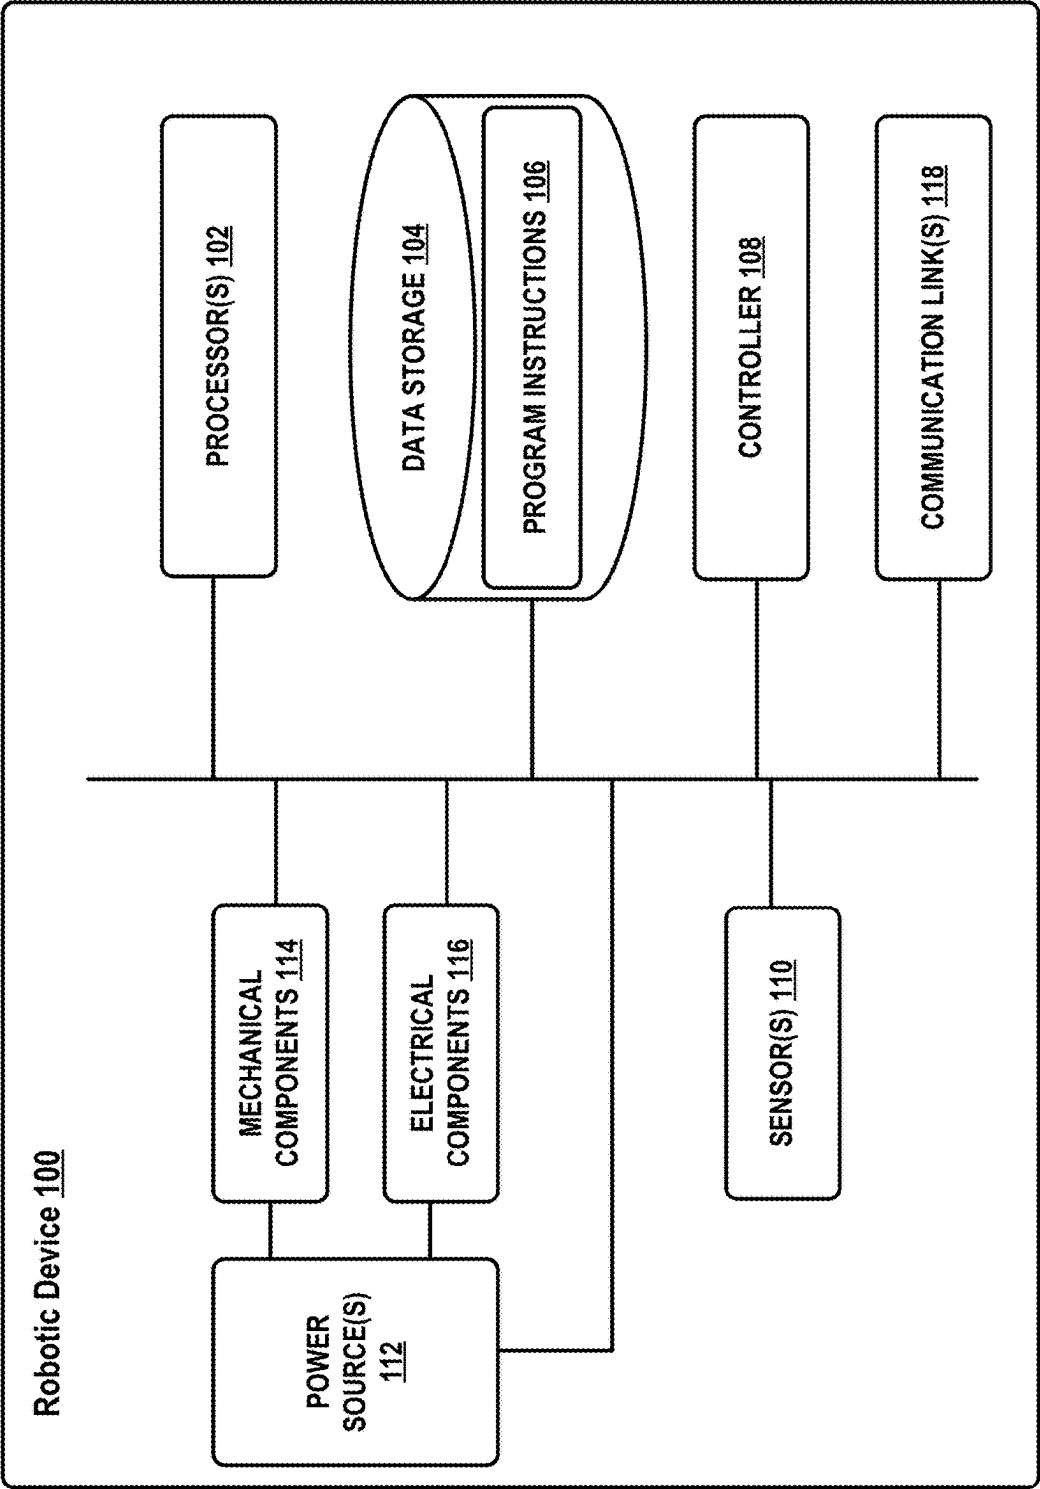 Robotic Device 100
PROCESSOR(S) 102
POWER
SOURCE(S)
112
MECHANICAL
COMPONENTS 114
ELECTRICAL
COMPONENTS 116
DATA STORAGE 104
PROGRAM INSTRUCTIONS 106
SENSOR(S) 110
CONTROLLER 108
COMMUNICATION LINK(S) 118